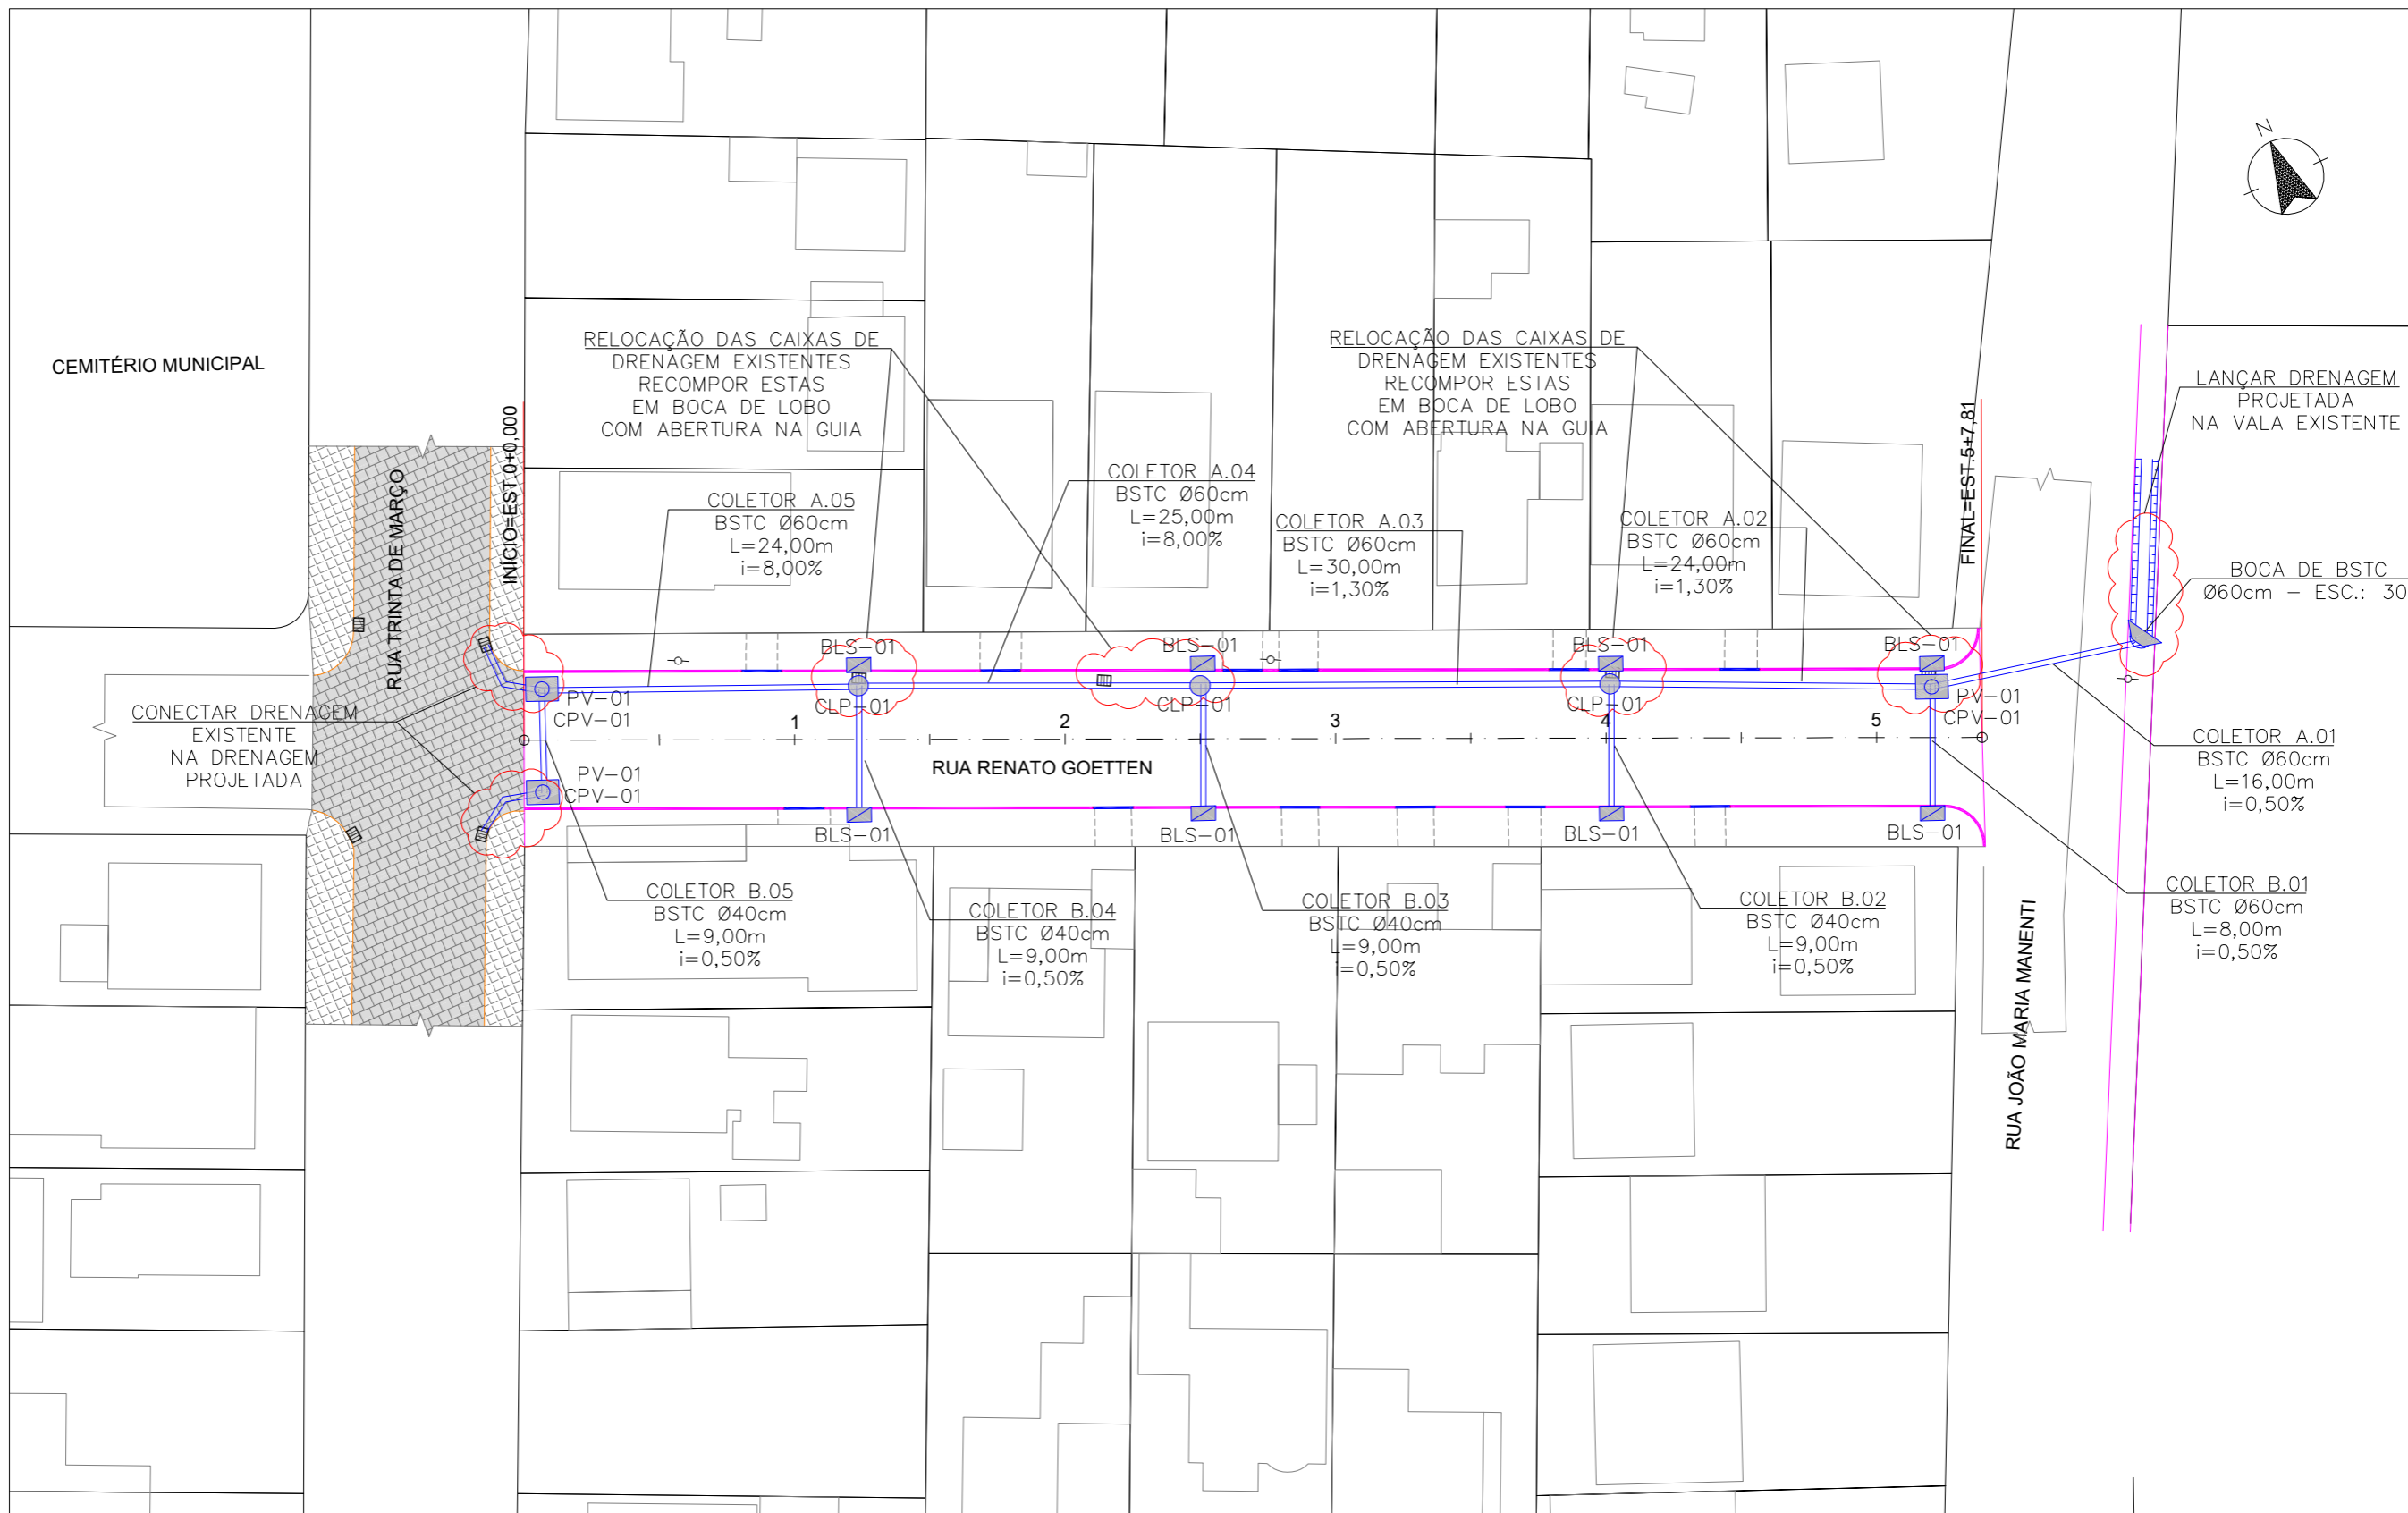 N
CEMITÉRIO MUNICIPAL
RUA TRINTA DE MARÇO
INÍCIO=EST.0+0,000
RELOCAÇÃO DAS CAIXAS DE
DRENAGEM EXISTENTES
RECOMPOR ESTAS
EM BOCA DE LOBO
COM ABERTURA NA GUIA
RELOCAÇÃO DAS CAIXAS DE
DRENAGEM EXISTENTES
RECOMPOR ESTAS
EM BOCA DE LOBO
COM ABERTURA NA GUIA
FINAL=EST.5+7,81
LANÇAR DRENAGEM
PROJETADA
NA VALA EXISTENTE
COLETOR A.05
BSTC Ø60cm
L=24,00m
i=8,00%
COLETOR A.04
BSTC Ø60cm
L=25,00m
i=8,00%
COLETOR A.03
BSTC Ø60cm
L=30,00m
i=1,30%
COLETOR A.02
BSTC Ø60cm
L=24,00m
i=1,30%
BOCA DE BSTC
Ø60cm – ESC.: 30
BLS-01
BLS-01
BLS-01
BLS-01
PV-01
CPV-01
CLP-01
CLP-01
CLP-01
PV-01
CPV-01
CONECTAR DRENAGEM
EXISTENTE
NA DRENAGEM
PROJETADA
1
2
3
4
5
RUA RENATO GOETTEN
PV-01
CPV-01
COLETOR A.01
BSTC Ø60cm
L=16,00m
i=0,50%
BLS-01
BLS-01
BLS-01
BLS-01
COLETOR B.05
BSTC Ø40cm
L=9,00m
i=0,50%
COLETOR B.04
BSTC Ø40cm
L=9,00m
i=0,50%
COLETOR B.03
BSTC Ø40cm
L=9,00m
i=0,50%
COLETOR B.02
BSTC Ø40cm
L=9,00m
i=0,50%
COLETOR B.01
BSTC Ø60cm
L=8,00m
i=0,50%
RUA JOÃO MARIA MANENTI